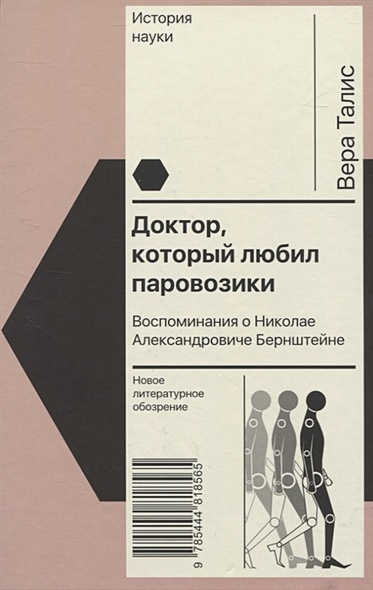 История
науки
Вера Талис
Доктор,
который любил
паровозики
Воспоминания о Николае
Александровиче Бернштейне
Новое
литературное
обозрение
9 785444 818565